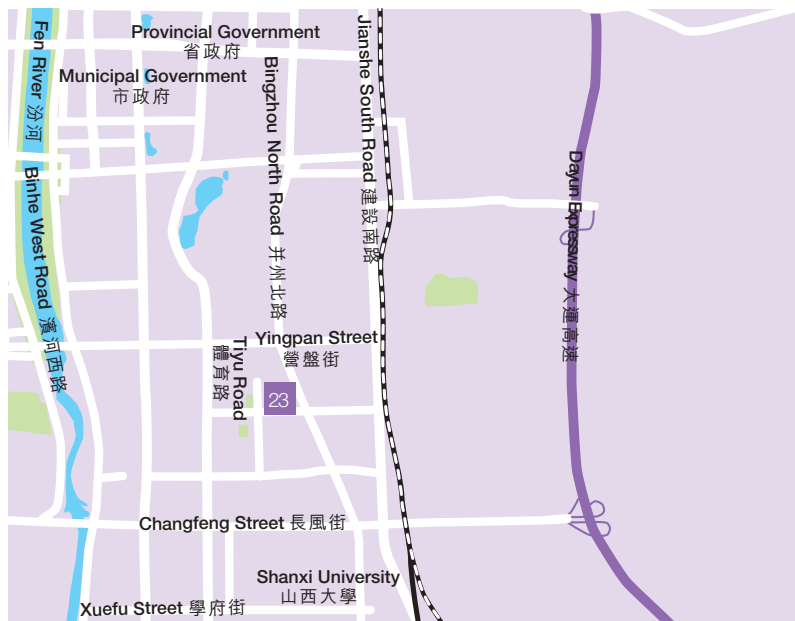 Provincial Government
省政府
Municipal Government
市政府
Fen River 汾河
Binhe West Road 濱河西路
Bingzhou North Road 并州北路
Jianshe South Road 建設南路
Dayun Expressway 大運高速
Yingpan Street
營盤街
Tiyu Road
體育路
23
Changfeng Street 長風街
Shanxi University
山西大學
Xuefu Street 學府街